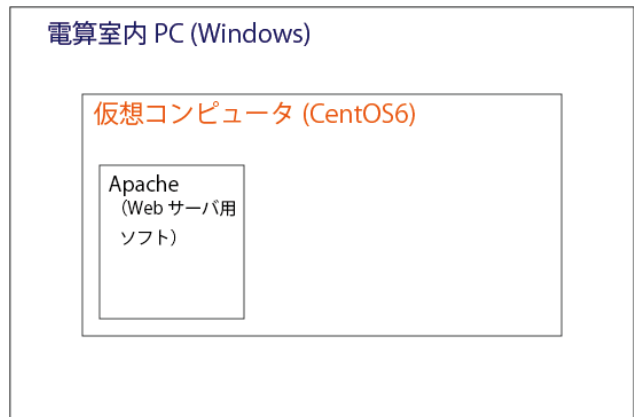 電算室内 PC (Windows)
仮想コンピュータ (CentOS6)
Apache
（Web サーバ用
ソフト）